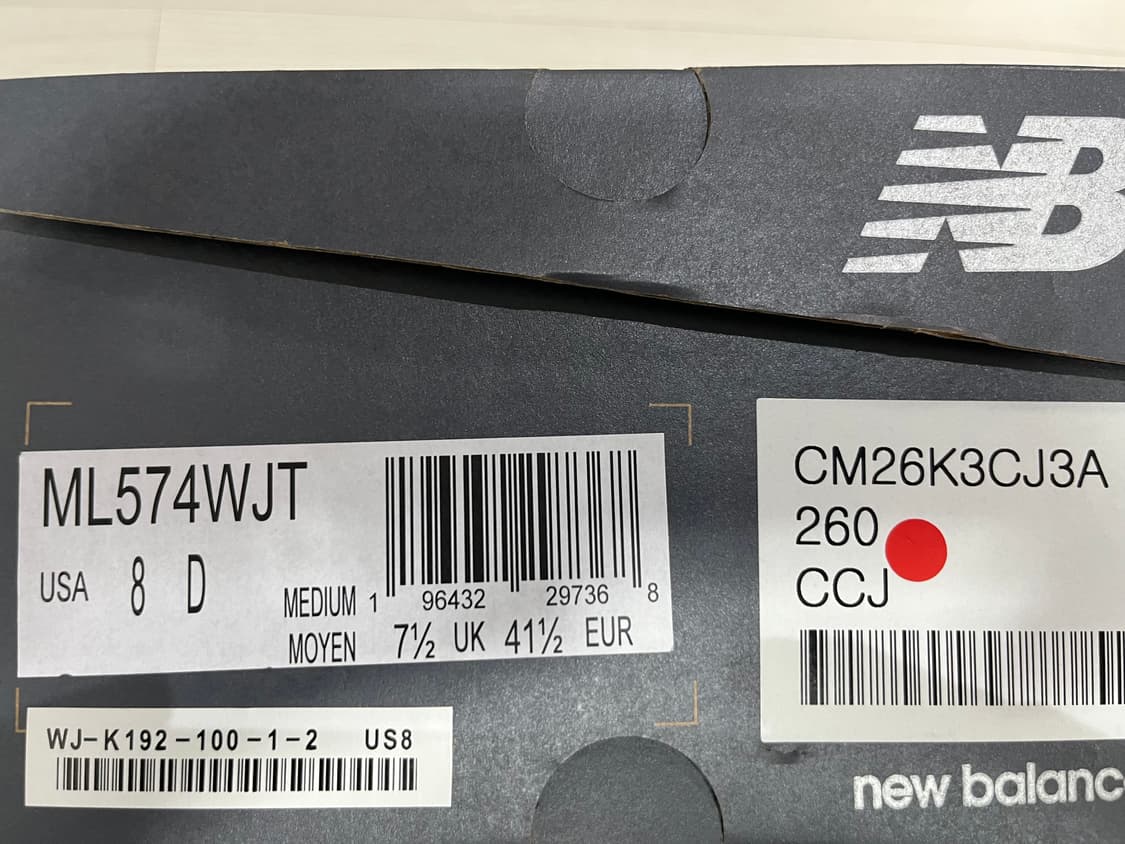 NB
ML574WJT
USA 8 D
MEDIUM
MOYEN
1 96432 29736 8
7½ UK 41½ EUR
WJ-K192-100-1-2 US8
CM26K3CJ3A
260
CCJ
new balanc